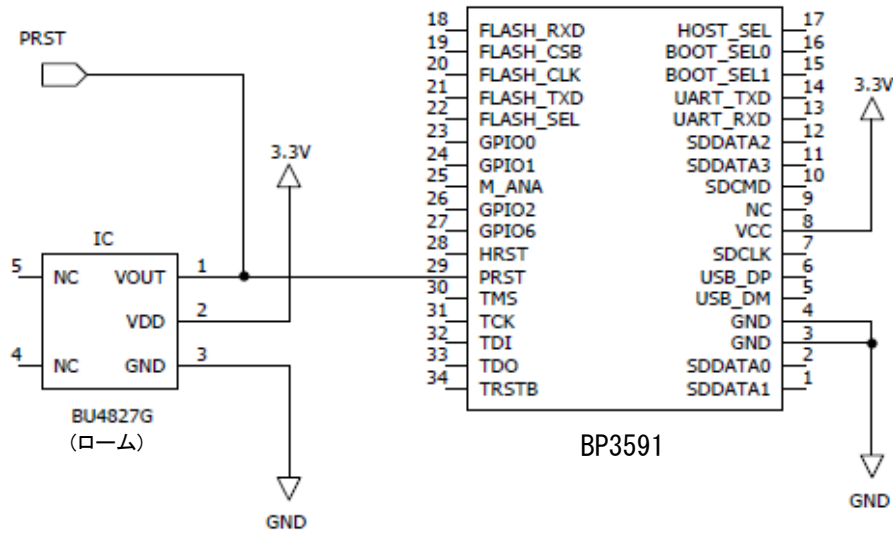 PRST
3.3V
IC
5 NC VOUT 1
VDD 2
4 NC GND 3
BU4827G
(ローム)
GND
18 FLASH_RXD HOST_SEL 17
19 FLASH_CSB BOOT_SEL0 16
20 FLASH_CLK BOOT_SEL1 15
21 FLASH_TXD UART_TXD 14
22 FLASH_SEL UART_RXD 13
23 GPIO0 SDDATA2 12
24 GPIO1 SDDATA3 11
25 M_ANA SDCMD 10
26 GPIO2 NC 9
27 GPIO6 VCC 8
28 HRST SDCLK 7
29 PRST USB_DP 6
30 TMS USB_DM 5
31 TCK GND 4
32 TDI GND 3
33 TDO SDDATA0 2
34 TRSTB SDDATA1 1
BP3591
3.3V
GND